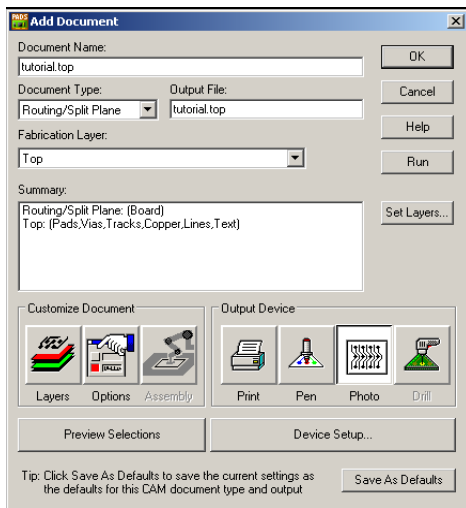 PADS
Add Document
Document Name:
tutorial.top
OK
Document Type:
Output File:
Cancel
Routing/Split Plane
tutorial.top
Help
Fabrication Layer:
Top
Run
Summary:
Routing/Split Plane: (Board)
Top: (Pads,Vias,Tracks,Copper,Lines,Text)
Set Layers...
Customize Document
Output Device
Layers
Options
Assembly
Print
Pen
Photo
Drill
Preview Selections
Device Setup...
Tip: Click Save As Defaults to save the current settings as
the defaults for this CAM document type and output
Save As Defaults